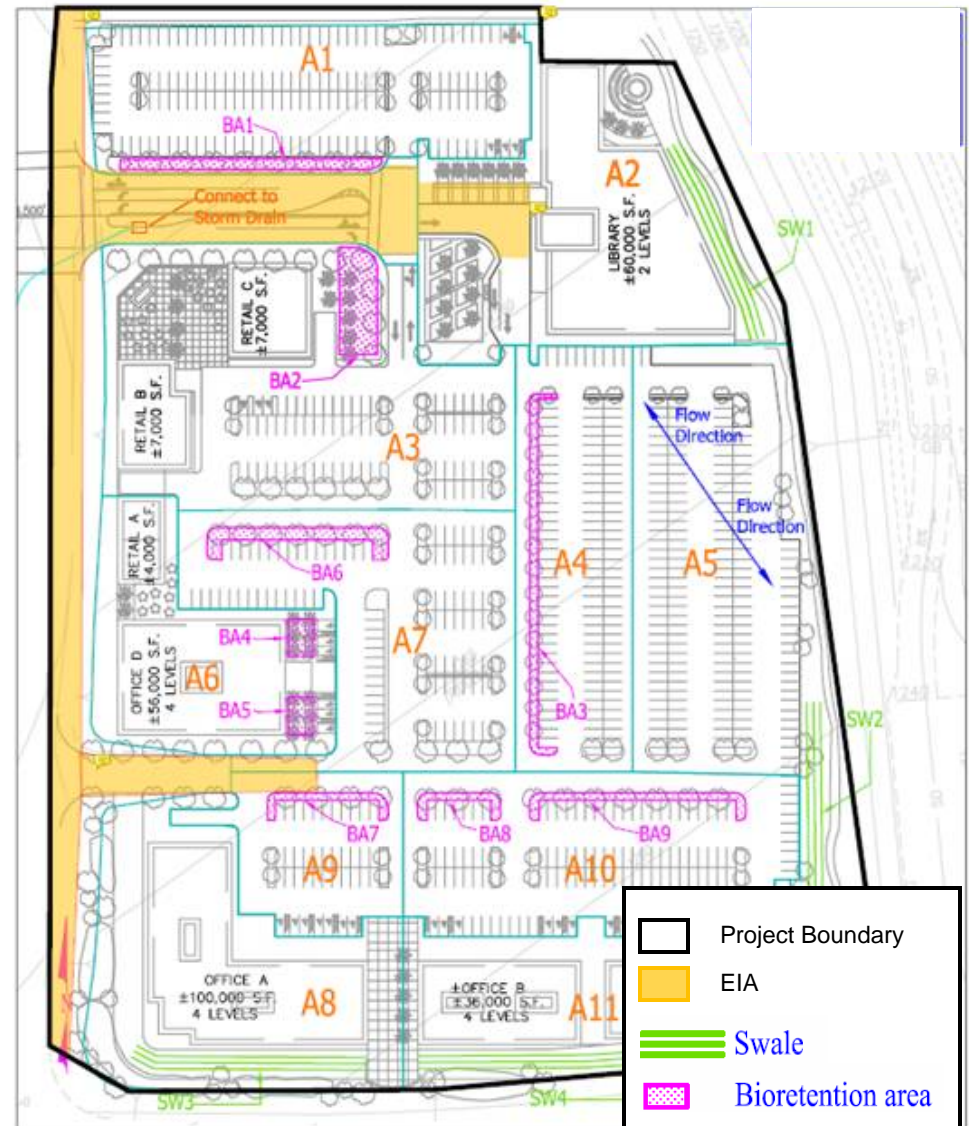 A1
BA1
Connect to
Storm Drain
A2
LIBRARY
±60,000 S.F.
2 LEVELS
SW1
RETAIL C
±7,000 S.F.
BA2
RETAIL B
±7,000 S.F.
A3
Flow
Direction
Flow
Direction
RETAIL A
±4,000 S.F.
BA6
A4
A5
A7
BA4
OFFICE D
±56,000 S.F.
4 LEVELS
A6
BA5
BA3
SW2
1240
BA7
BA8
BA9
A9
A10
OFFICE A
±100,000 S.F.
4 LEVELS
A8
±OFFICE B
±36,000 S.F.
4 LEVELS
A11
SW3
SW4
Project Boundary
EIA
Swale
Bioretention area